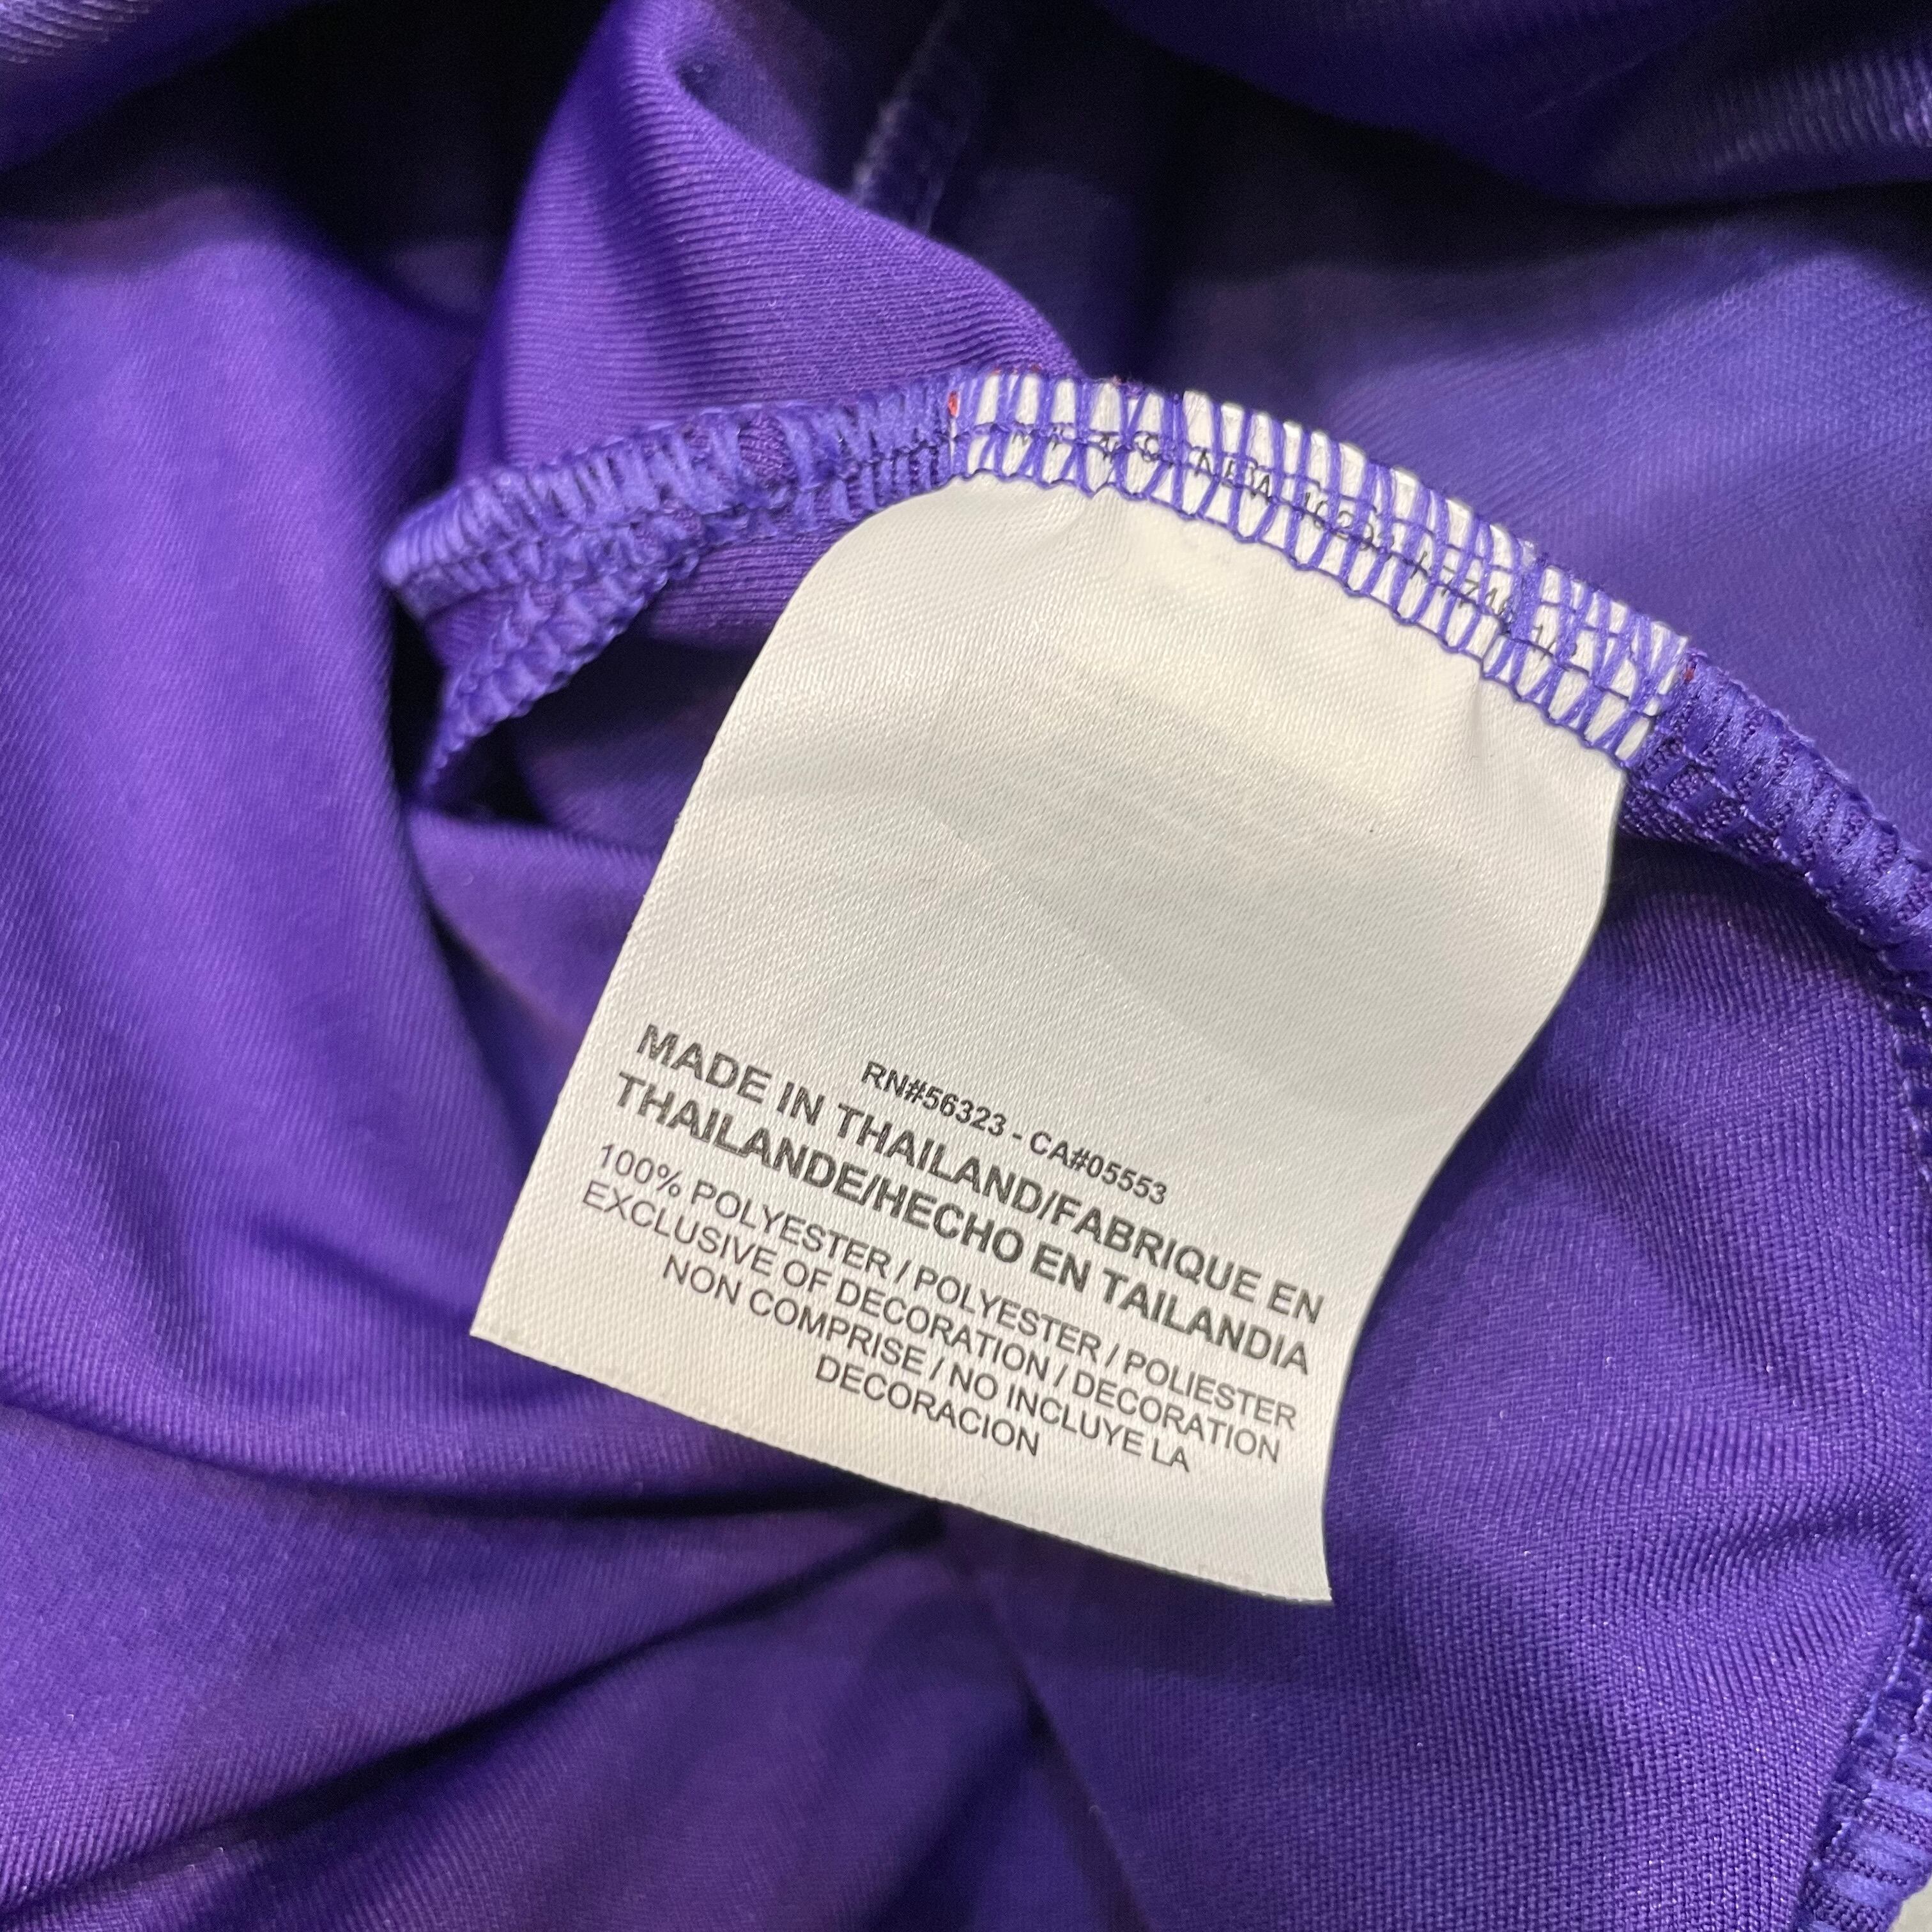 NEW
RN#56323 - CA#05553
MADE IN THAILAND/FABRIQUE EN
THAILANDE/HECHO EN TAILANDIA
100% POLYESTER / POLYESTER / POLIESTER
EXCLUSIVE OF DECORATION / DECORATION
NON COMPRISE / NO INCLUYE LA
DECORACION